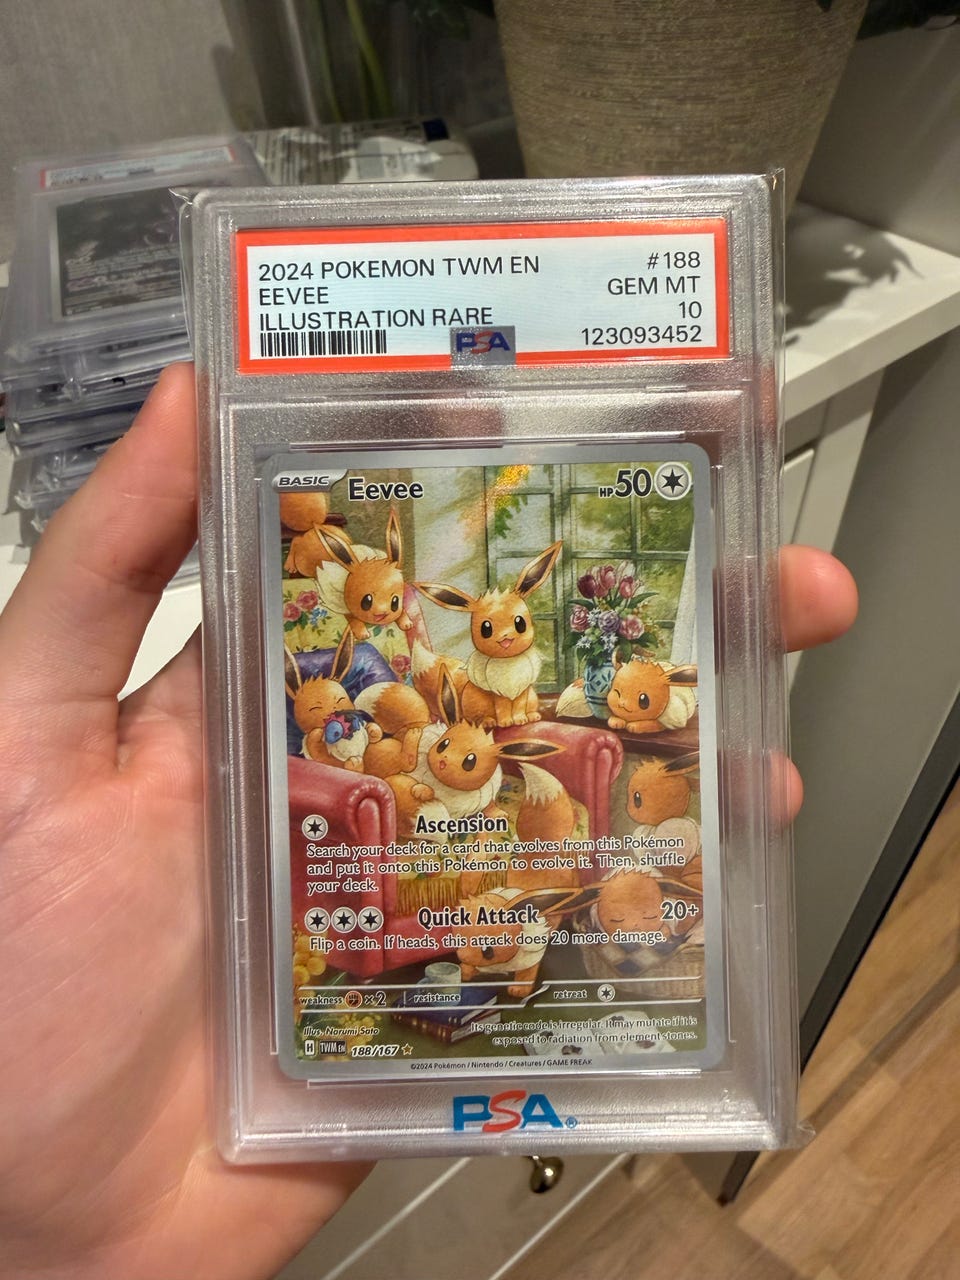 2024 POKEMON TWM EN
#188
EEVEE
GEM MT
ILLUSTRATION RARE
10
PSA
123093452
BASIC
Eevee
HP 50
Ascension
Search your deck for a card that evolves from this Pokémon
and put it onto this Pokémon to evolve it. Then, shuffle
your deck.
Quick Attack
20+
Flip a coin. If heads, this attack does 20 more damage.
weakness
×2
resistance
retreat
Illus. Narumi Sato
Its genetic code is irregular. It may mutate if it is
exposed to radiation from element stones.
H
TWM EN
188/167
©2024 Pokémon / Nintendo / Creatures / GAME FREAK
PSA®